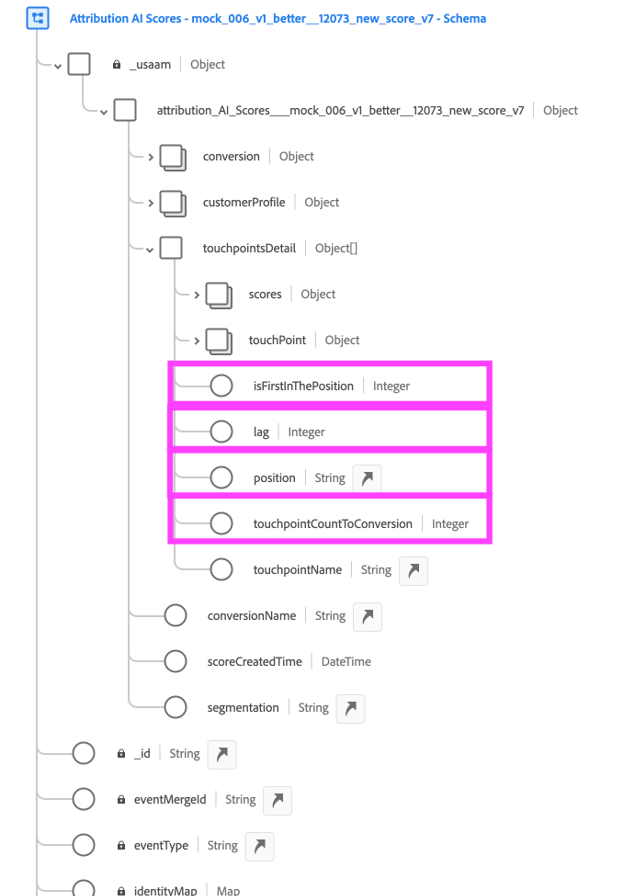 Attribution AI Scores - mock_006_v1_better__12073_new_score_v7 - Schema
_usaam | Object
attribution_AI_Scores___mock_006_v1_better__12073_new_score_v7 | Object
conversion | Object
customerProfile | Object
touchpointsDetail | Object[]
scores | Object
touchPoint | Object
isFirstInThePosition | Integer
lag | Integer
position | String
touchpointCountToConversion | Integer
touchpointName | String
conversionName | String
scoreCreatedTime | DateTime
segmentation | String
_id | String
eventMergeId | String
eventType | String
identityMap | Map